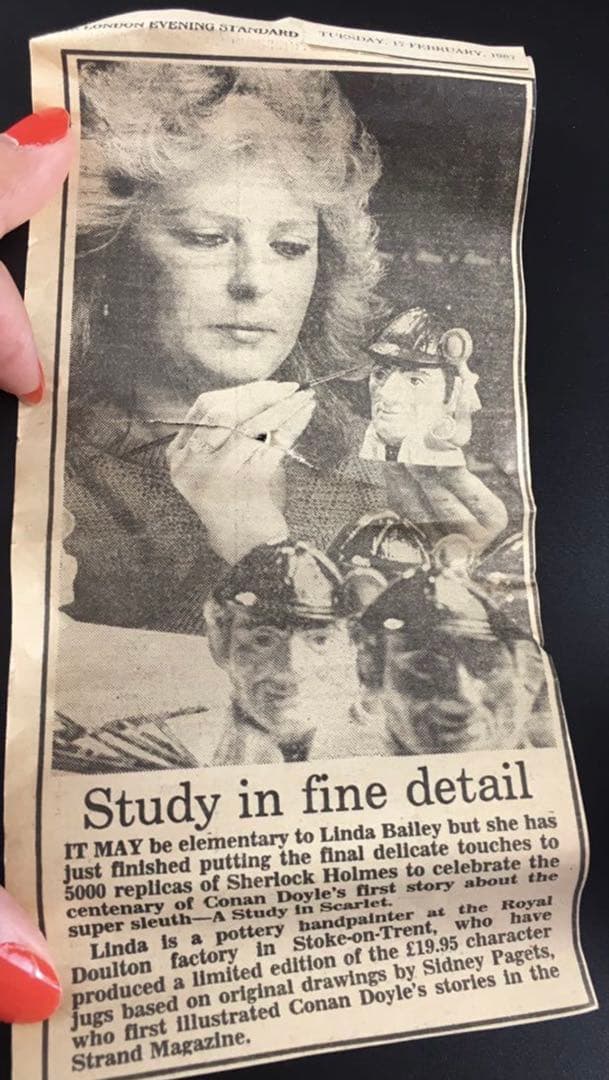 LONDON EVENING STANDARD TUESDAY, 17 FEBRUARY, 1987
Study in fine detail
IT MAY be elementary to Linda Bailey but she has
just finished putting the final delicate touches to
5000 replicas of Sherlock Holmes to celebrate the
centenary of Conan Doyle's first story about the
super sleuth—A Study in Scarlet.
Linda is a pottery handpainter at the Royal
Doulton factory in Stoke-on-Trent, who have
produced a limited edition of the £19.95 character
jugs based on original drawings by Sidney Pagets,
who first illustrated Conan Doyle's stories in the
Strand Magazine.